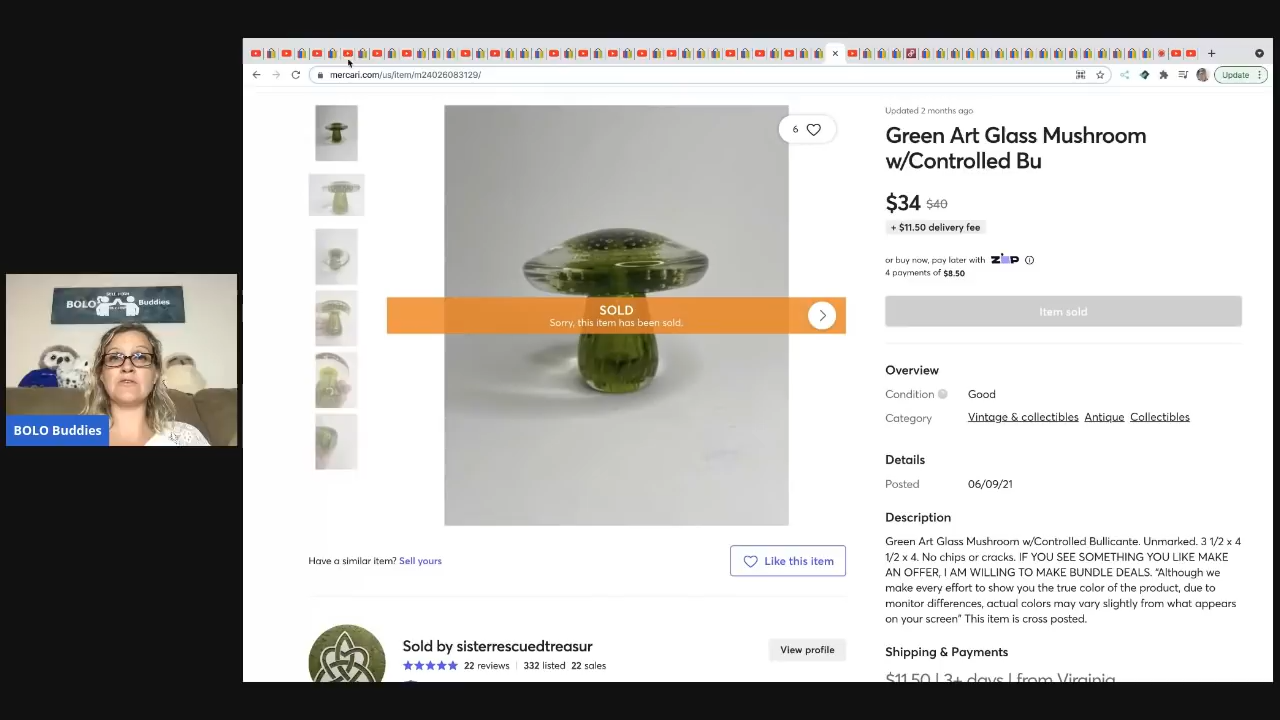 Update
mercari.com/us/item/m24026083129/
Updated 2 months ago
6
Green Art Glass Mushroom
w/Controlled Bu
$34 $40
+ $11.50 delivery fee
or buy now, pay later with ZIP
4 payments of $8.50
SOLD
Sorry, this item has been sold.
Item sold
BOLO Buddies
BOLO Buddies
Overview
Condition Good
Category Vintage & collectibles Antique Collectibles
Details
Posted 06/09/21
Description
Green Art Glass Mushroom w/Controlled Bullicante. Unmarked. 3 1/2 x 4
1/2 x 4. No chips or cracks. IF YOU SEE SOMETHING YOU LIKE MAKE
AN OFFER, I AM WILLING TO MAKE BUNDLE DEALS. “Although we
make every effort to show you the true color of the product, due to
monitor differences, actual colors may vary slightly from what appears
on your screen” This item is cross posted.
Have a similar item? Sell yours
Like this item
Sold by sisterrescuedtreasur
22 reviews 332 listed 22 sales
View profile
Shipping & Payments
$11.50 | 3+ days | from Virginia